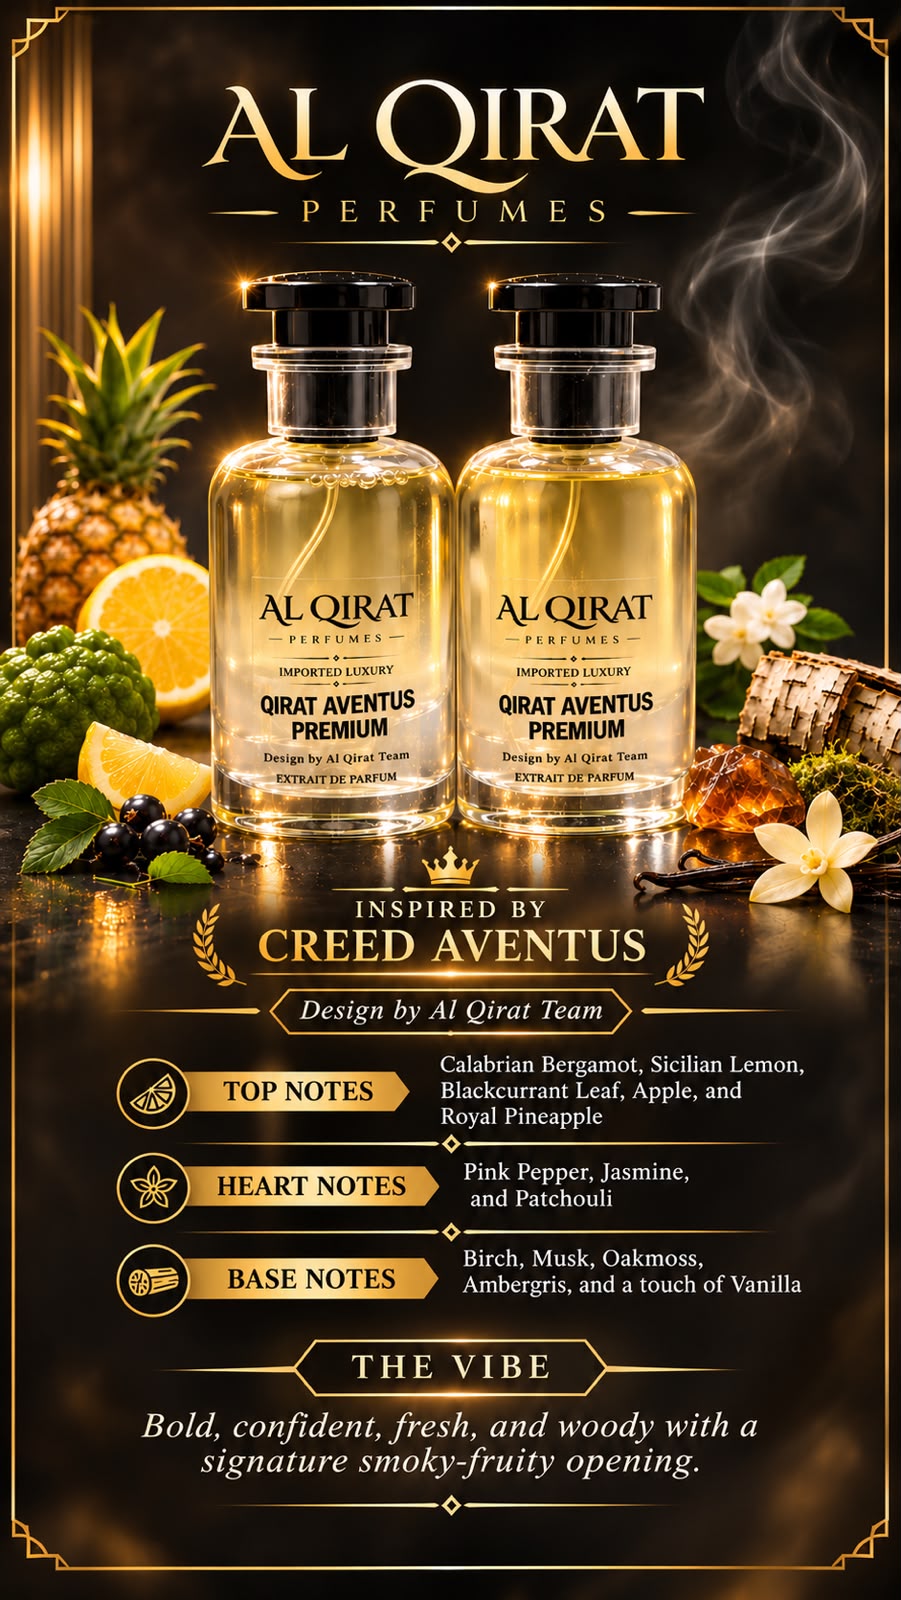 AL QIRAT
PERFUMES
AL QIRAT
PERFUMES
IMPORTED LUXURY
QIRAT AVENTUS
PREMIUM
Design by Al Qirat Team
EXTRAIT DE PARFUM
AL QIRAT
PERFUMES
IMPORTED LUXURY
QIRAT AVENTUS
PREMIUM
Design by Al Qirat Team
EXTRAIT DE PARFUM
INSPIRED BY
CREED AVENTUS
Design by Al Qirat Team
TOP NOTES
Calabrian Bergamot, Sicilian Lemon,
Blackcurrant Leaf, Apple, and
Royal Pineapple
HEART NOTES
Pink Pepper, Jasmine,
and Patchouli
BASE NOTES
Birch, Musk, Oakmoss,
Ambergris, and a touch of Vanilla
THE VIBE
Bold, confident, fresh, and woody with a
signature smoky-fruity opening.